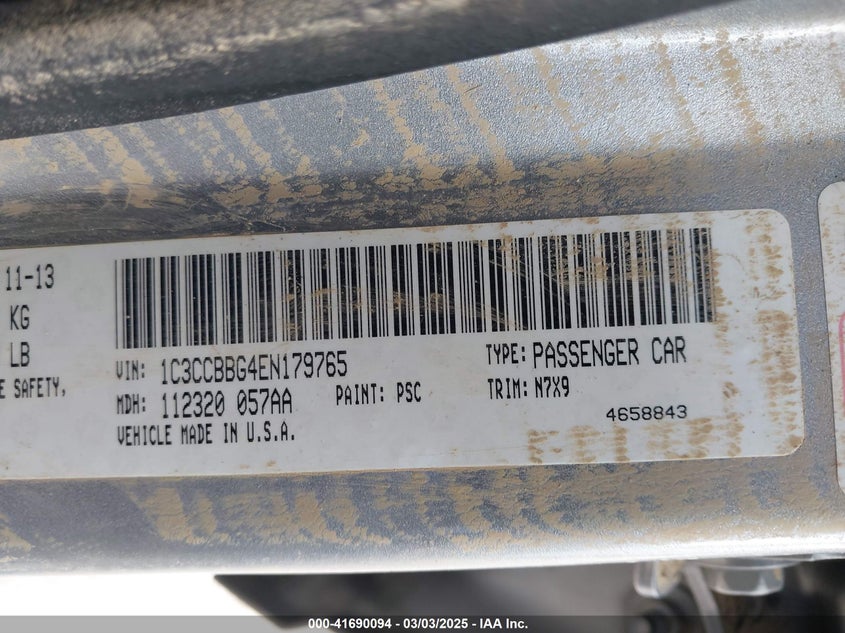 11-13
KG
LB
E SAFETY,
VIN: 1C3CCBBG4EN179765
TYPE: PASSENGER CAR
MDH: 112320 057AA
PAINT: PSC
TRIM: N7X9
VEHICLE MADE IN U.S.A.
4658843
000-41690094 - 03/03/2025 - IAA Inc.